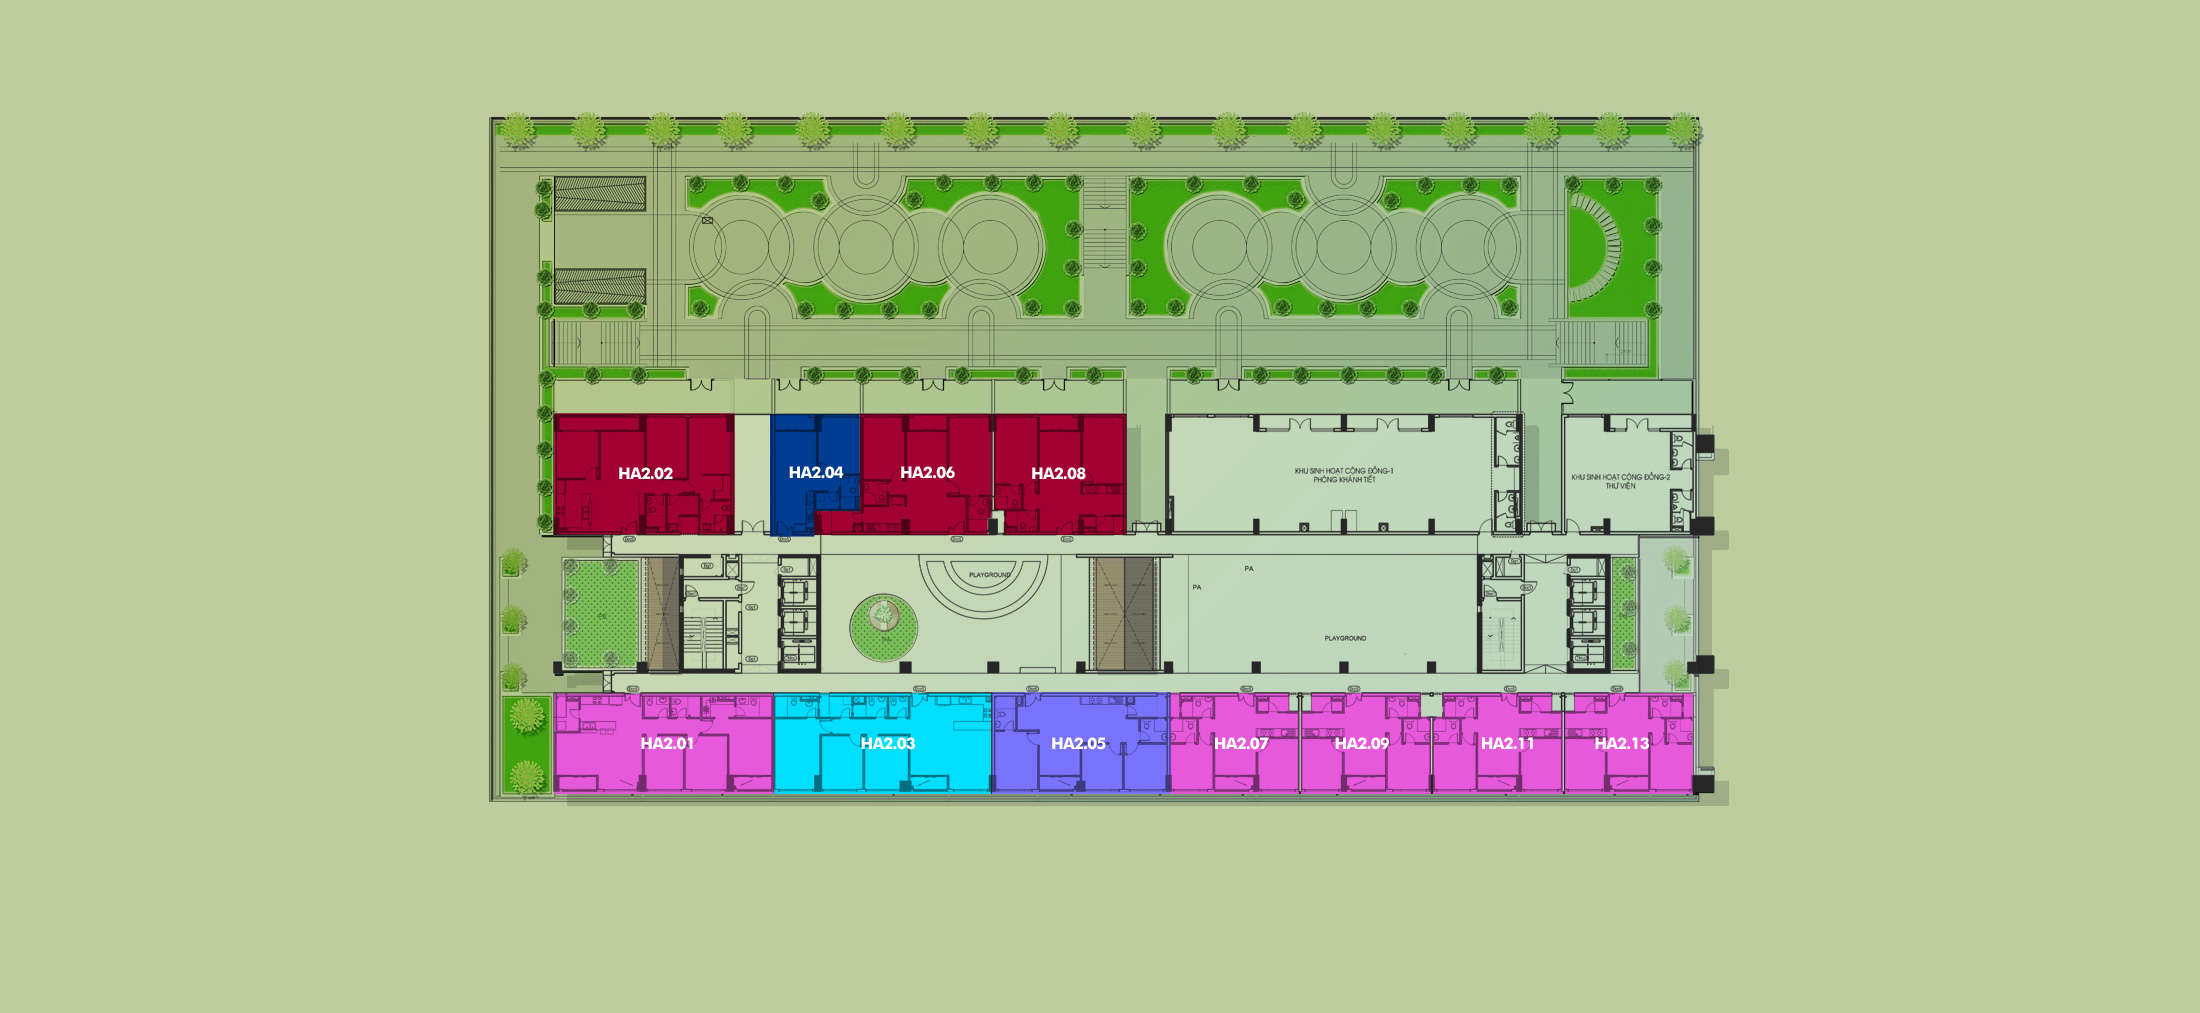 HA2.02
HA2.04
HA2.06
HA2.08
KHU SINH HOẠT CỘNG ĐỒNG-1
PHÒNG KHÁNH TIẾT
KHU SINH HOẠT CỘNG ĐỒNG-2
THƯ VIỆN
PLAYGROUND
PA
PA
PLAYGROUND
HA2.01
HA2.03
HA2.05
HA2.07
HA2.09
HA2.11
HA2.13